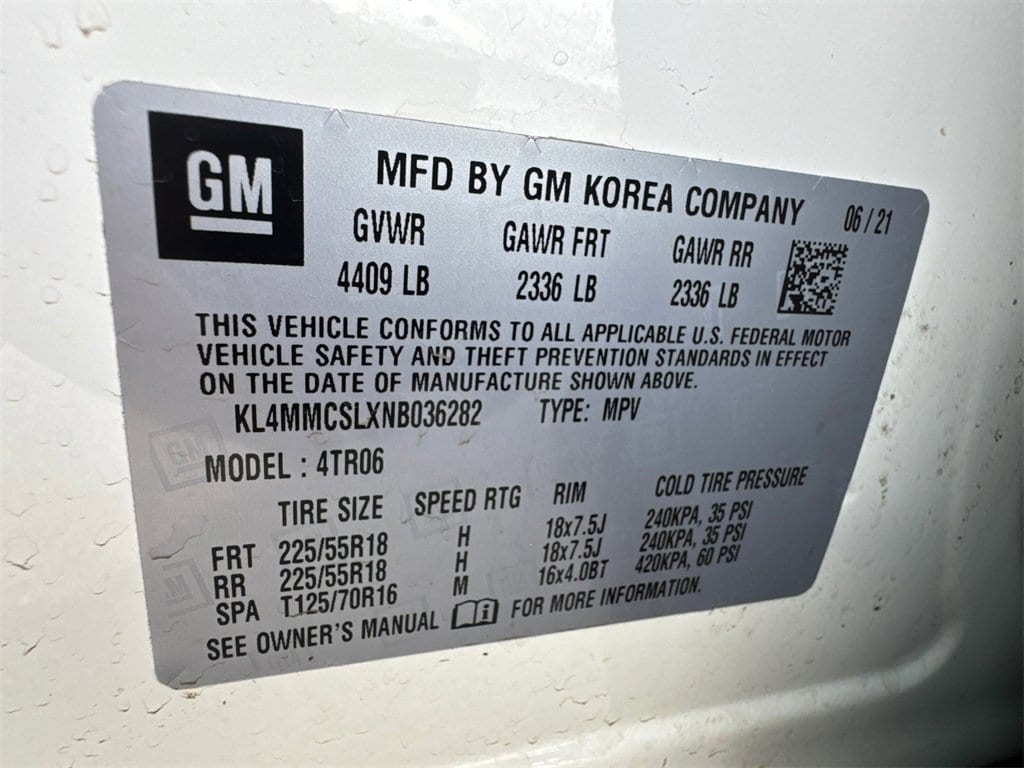 GM
MFD BY GM KOREA COMPANY 06/21
GVWR GAWR FRT GAWR RR
4409 LB 2336 LB 2336 LB
THIS VEHICLE CONFORMS TO ALL APPLICABLE U.S. FEDERAL MOTOR
VEHICLE SAFETY AND THEFT PREVENTION STANDARDS IN EFFECT
ON THE DATE OF MANUFACTURE SHOWN ABOVE.
KL4MMCSLXNB036282 TYPE: MPV
MODEL : 4TR06
TIRE SIZE SPEED RTG RIM COLD TIRE PRESSURE
FRT 225/55R18 H 18x7.5J 240KPA, 35 PSI
RR 225/55R18 H 18x7.5J 240KPA, 35 PSI
SPA T125/70R16 M 16x4.0BT 420KPA, 60 PSI
SEE OWNER'S MANUAL FOR MORE INFORMATION.